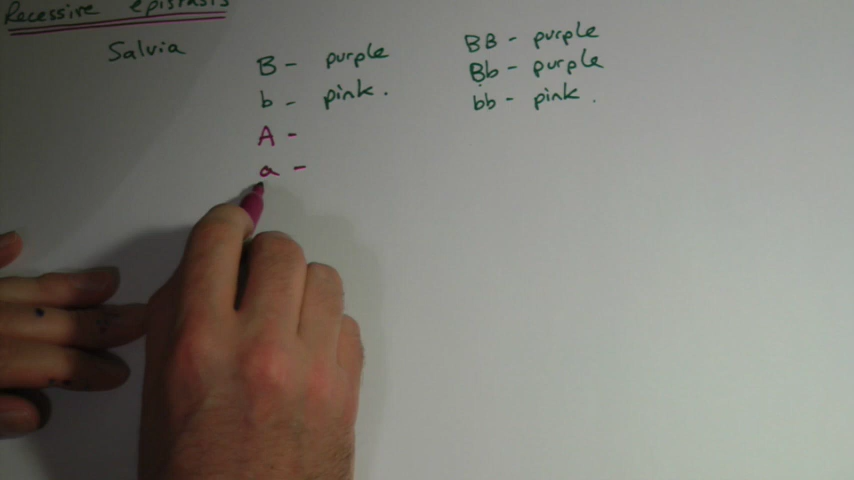 Recessive epistasis
Salvia
B - purple
b - pink.
A -
a -
BB - purple
Bb - purple
bb - pink.